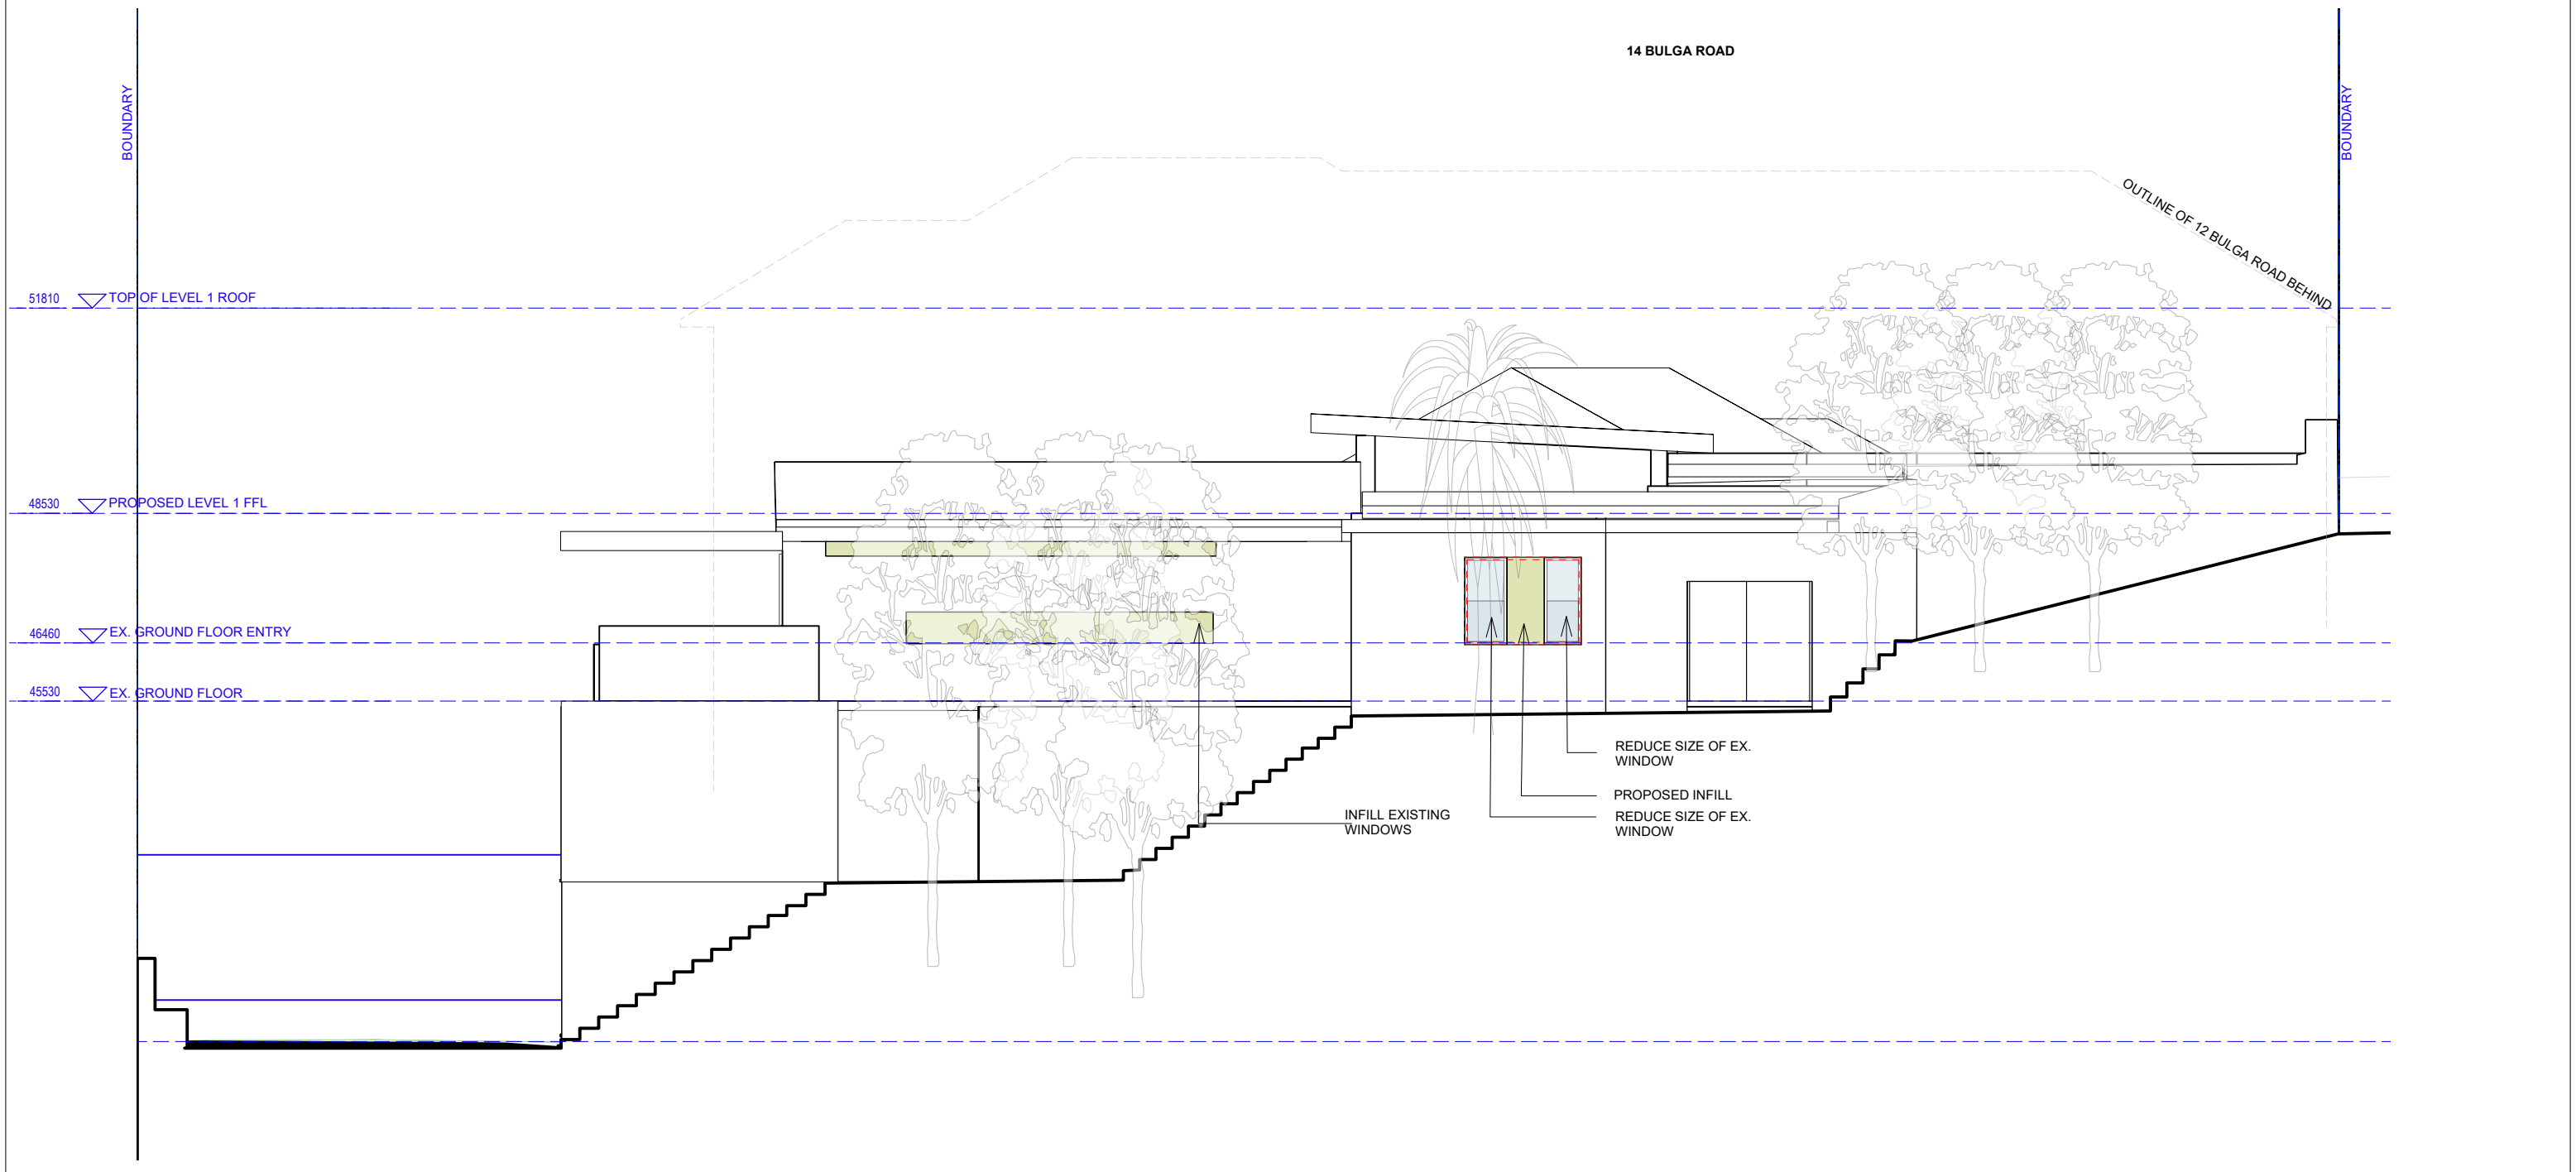 14 BULGA ROAD
BOUNDARY
BOUNDARY
OUTLINE OF 12 BULGA ROAD BEHIND
51810 TOP OF LEVEL 1 ROOF
48530 PROPOSED LEVEL 1 FFL
46460 EX. GROUND FLOOR ENTRY
45530 EX. GROUND FLOOR
REDUCE SIZE OF EX.
WINDOW
PROPOSED INFILL
REDUCE SIZE OF EX.
WINDOW
INFILL EXISTING
WINDOWS